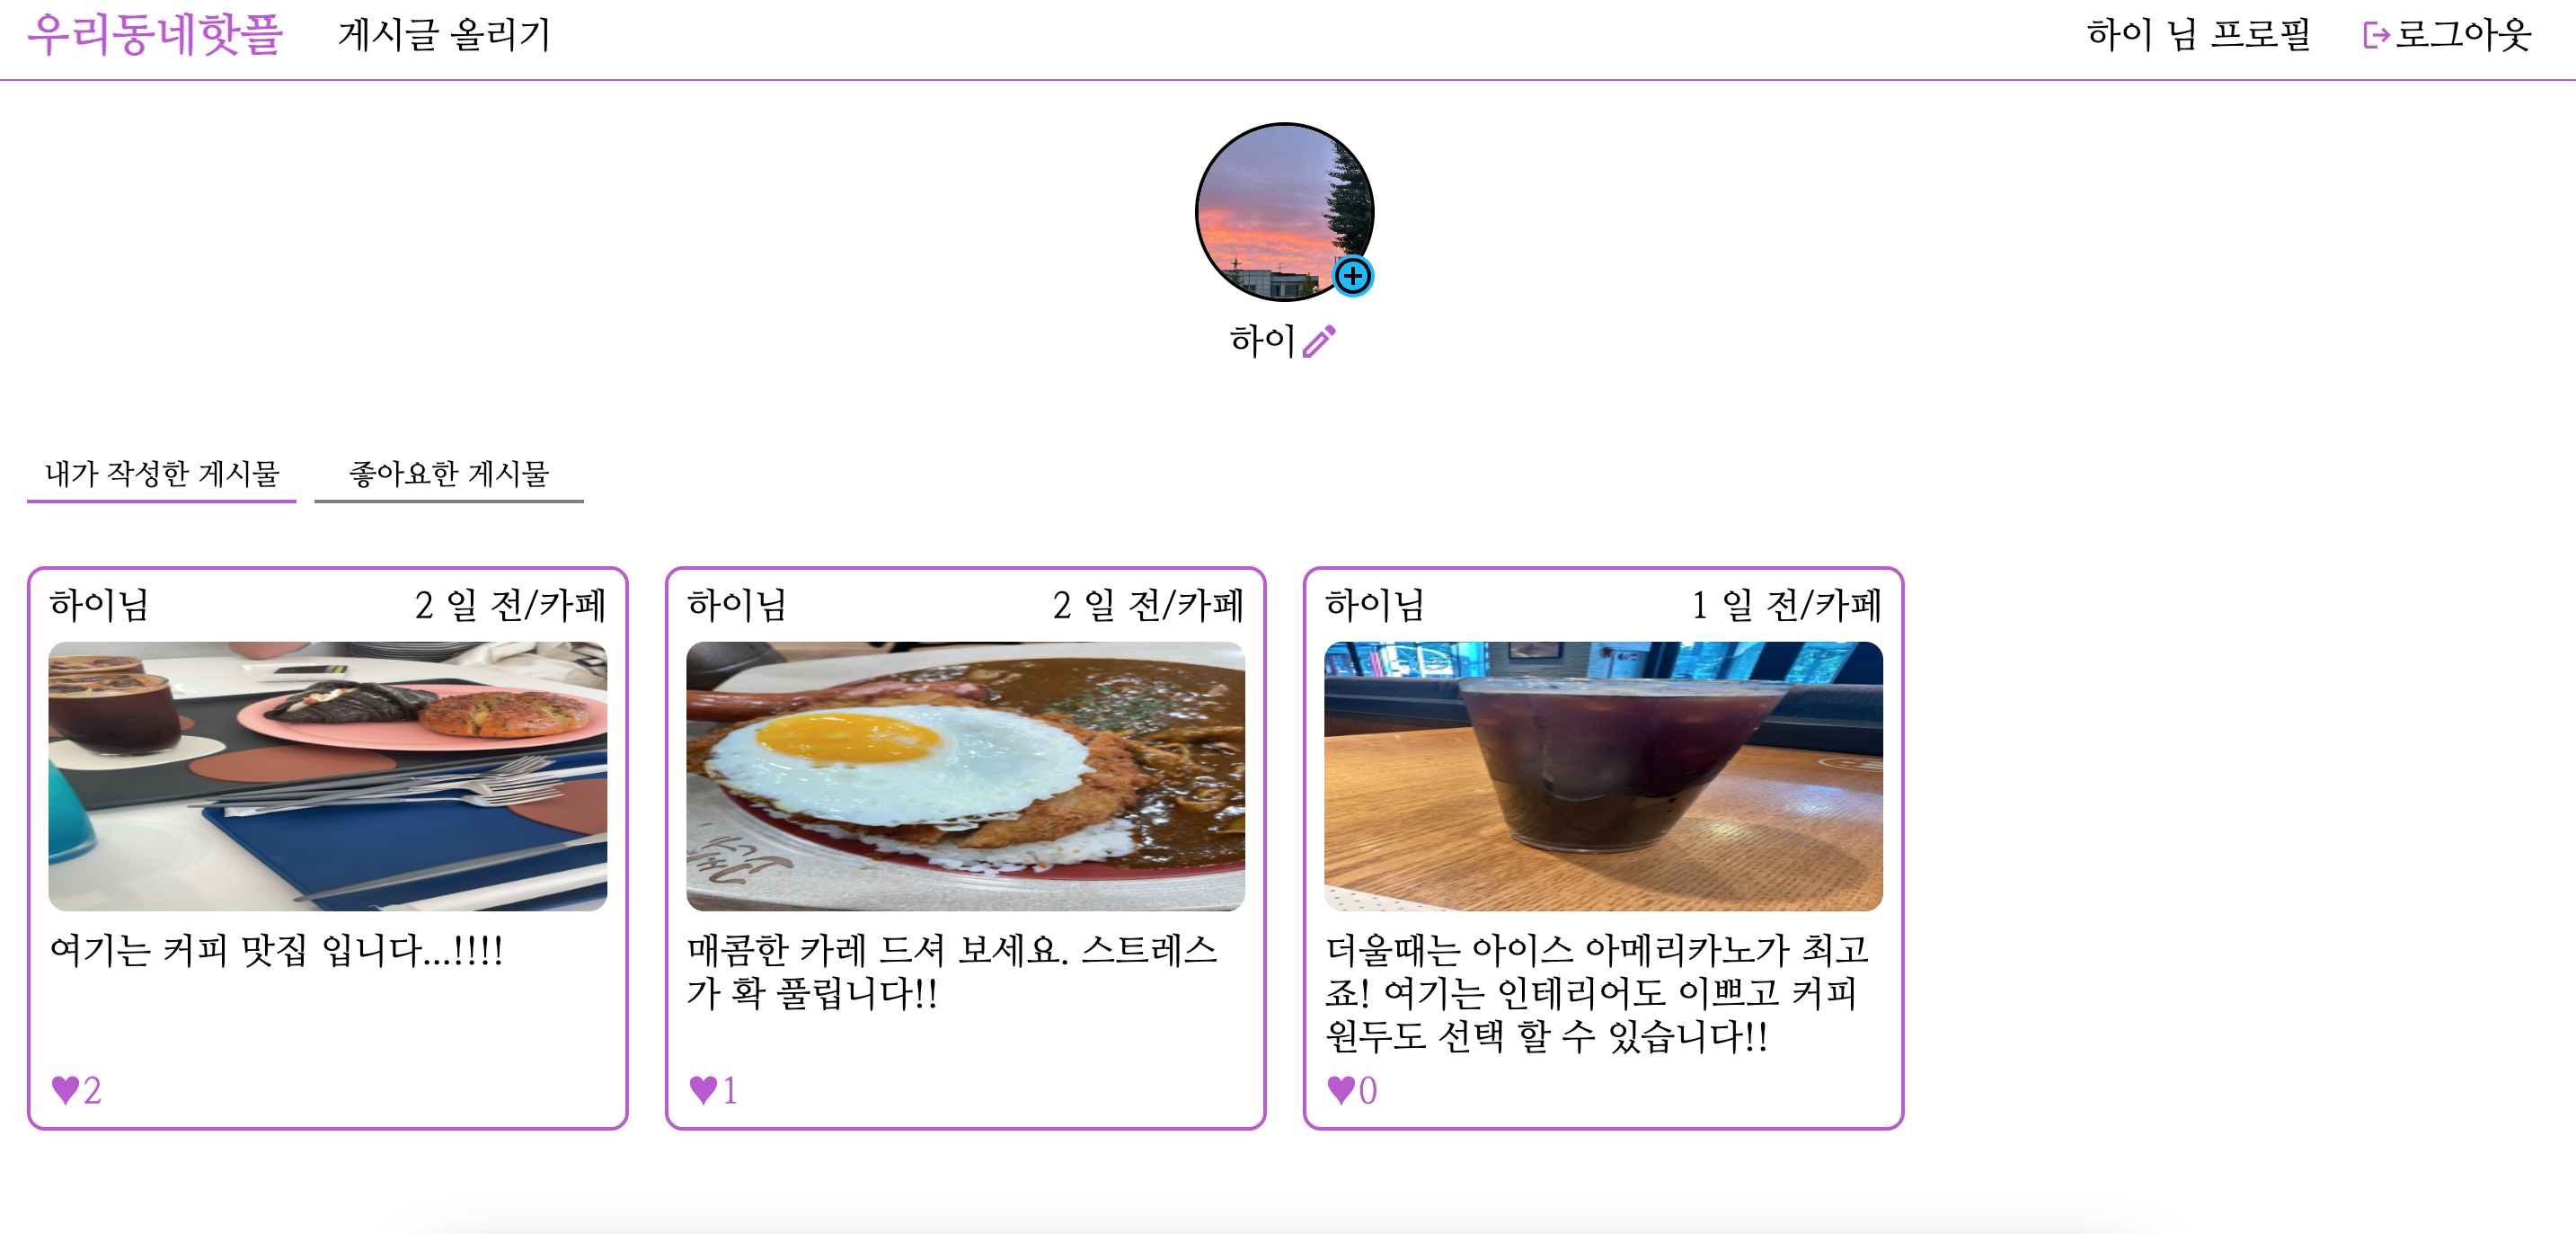 우리동네핫플 게시글 올리기 하이 님 프로필 로그아웃
하이
내가 작성한 게시물 좋아요한 게시물
하이님 2 일 전/카페
여기는 커피 맛집 입니다...!!!!
♥2
하이님 2 일 전/카페
매콤한 카레 드셔 보세요. 스트레스
가 확 풀립니다!!
♥1
하이님 1 일 전/카페
더울때는 아이스 아메리카노가 최고
죠! 여기는 인테리어도 이쁘고 커피
원두도 선택 할 수 있습니다!!
♥0